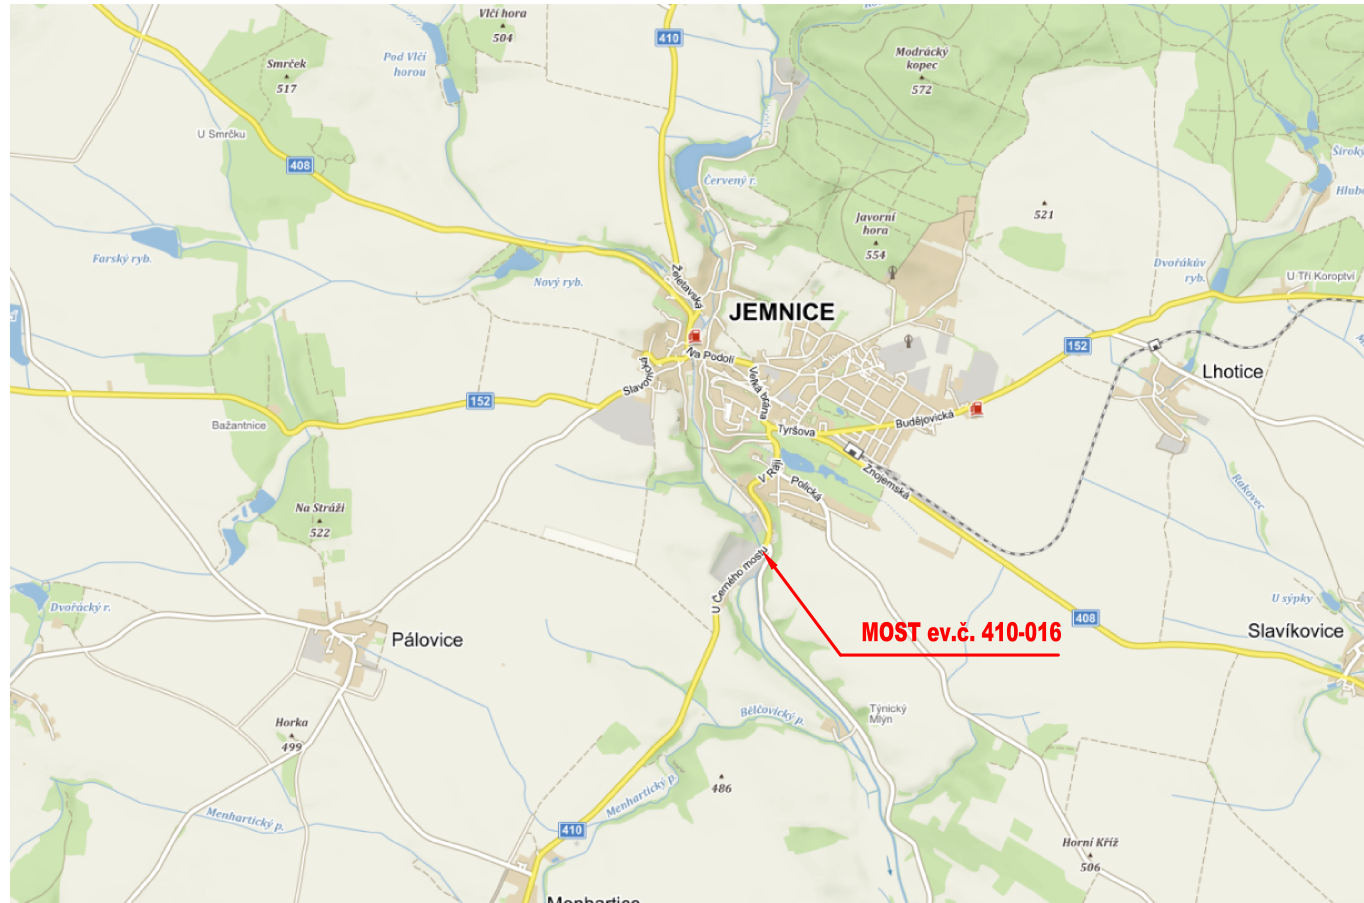 Vlčí hora
504
410
Pod Vlčí
horou
Smrček
517
Modrácký
kopec
572
U Smrčku
408
Červený r.
Široký
Hlubo
521
Javorní
hora
554
Farský ryb.
Nový ryb.
Dvořákův
ryb.
U Tří Koroptví
Želetavská
JEMNICE
152
Na Podolí
Lhotice
Slavonická
Velká brána
152
Bažantnice
Budějovická
Tyršova
V Ráji
Polická
Znojemská
Rakovec
Na Stráži
522
U Černého mostu
Dvořácký r.
U sýpky
408
MOST ev.č. 410-016
Slavíkovice
Pálovice
Horka
499
Bělčovický p.
Týnický
Mlýn
486
Menhartický p.
Menhartický p.
410
Horní Kříž
506
Menhartice